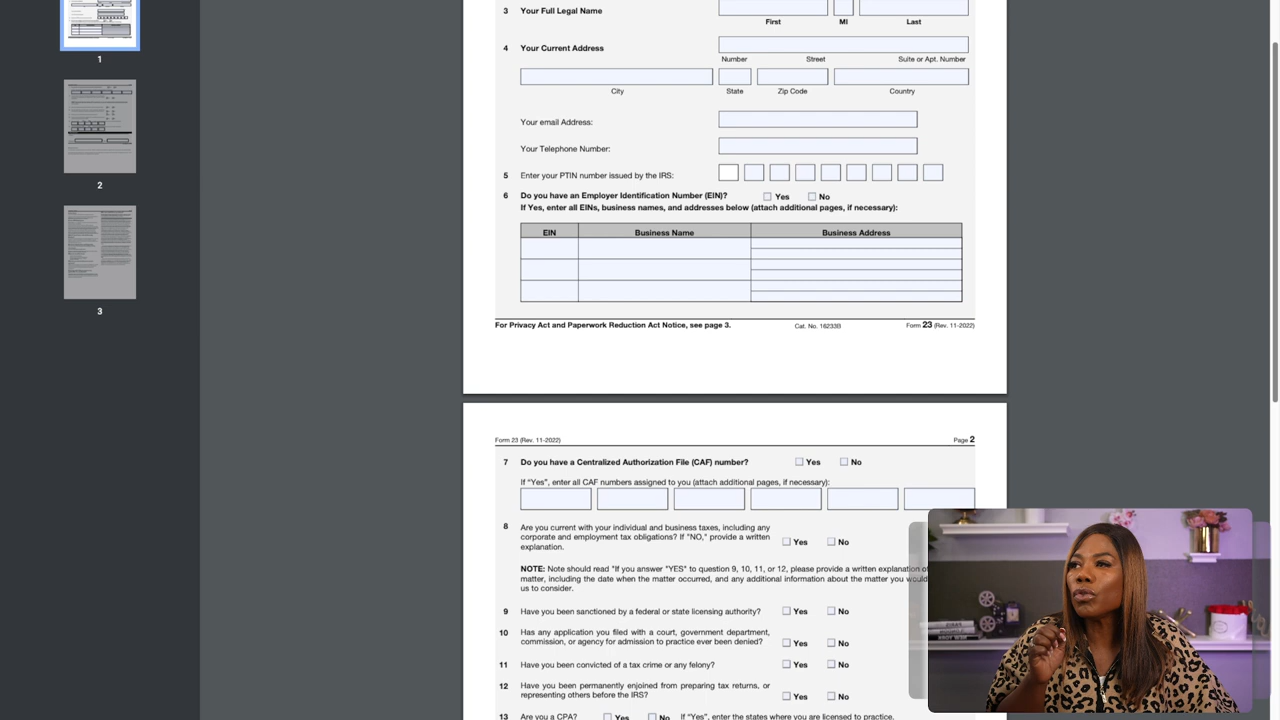 3 Your Full Legal Name
First MI Last
4 Your Current Address
Number Street Suite or Apt. Number
City State Zip Code Country
Your email Address:
Your Telephone Number:
5 Enter your PTIN number issued by the IRS:
6 Do you have an Employer Identification Number (EIN)? Yes No
If Yes, enter all EINs, business names, and addresses below (attach additional pages, if necessary):
EIN Business Name Business Address
For Privacy Act and Paperwork Reduction Act Notice, see page 3. Cat. No. 16233B Form 23 (Rev. 11-2022)
Form 23 (Rev. 11-2022) Page 2
7 Do you have a Centralized Authorization File (CAF) number? Yes No
If "Yes", enter all CAF numbers assigned to you (attach additional pages, if necessary):
8 Are you current with your individual and business taxes, including any
corporate and employment tax obligations? If "NO," provide a written
explanation.
Yes No
NOTE: Note should read "If you answer "YES" to question 9, 10, 11, or 12, please provide a written explanation of
matter, including the date when the matter occurred, and any additional information about the matter you would
us to consider.
9 Have you been sanctioned by a federal or state licensing authority? Yes No
10 Has any application you filed with a court, government department,
commission, or agency for admission to practice ever been denied? Yes No
11 Have you been convicted of a tax crime or any felony? Yes No
12 Have you been permanently enjoined from preparing tax returns, or
representing others before the IRS? Yes No
13 Are you a CPA? Yes No If "Yes", enter the states where you are licensed to practice.
1
2
3